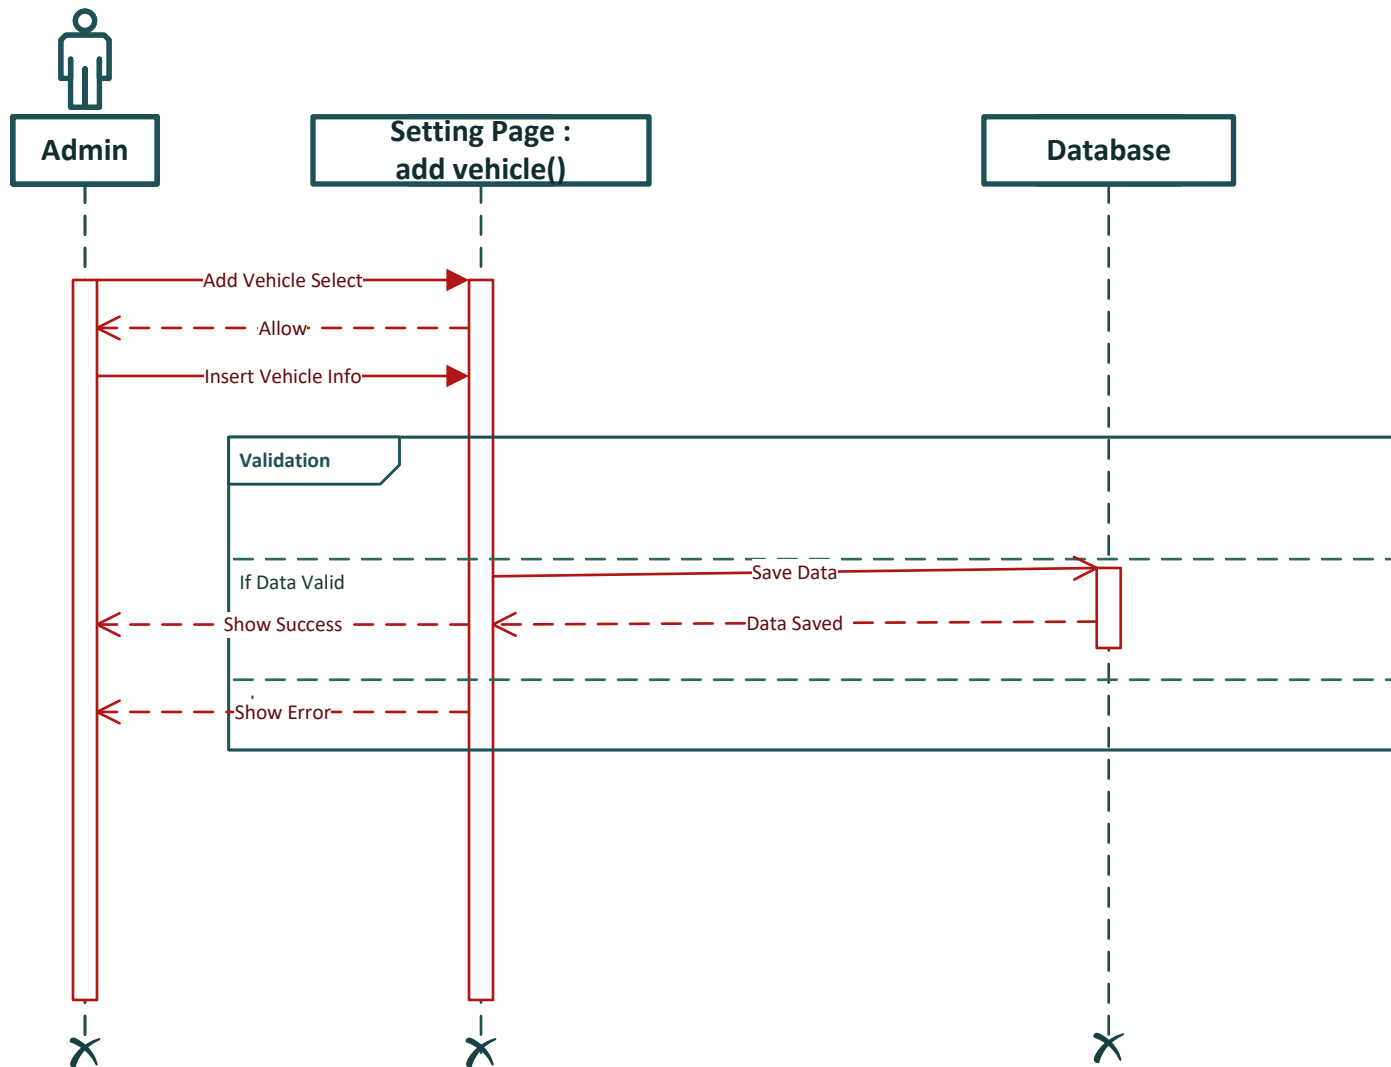 Admin
Setting Page :
add vehicle()
Database
Add Vehicle Select
Allow
Insert Vehicle Info
Validation
If Data Valid
Save Data
Show Success
Data Saved
Show Error